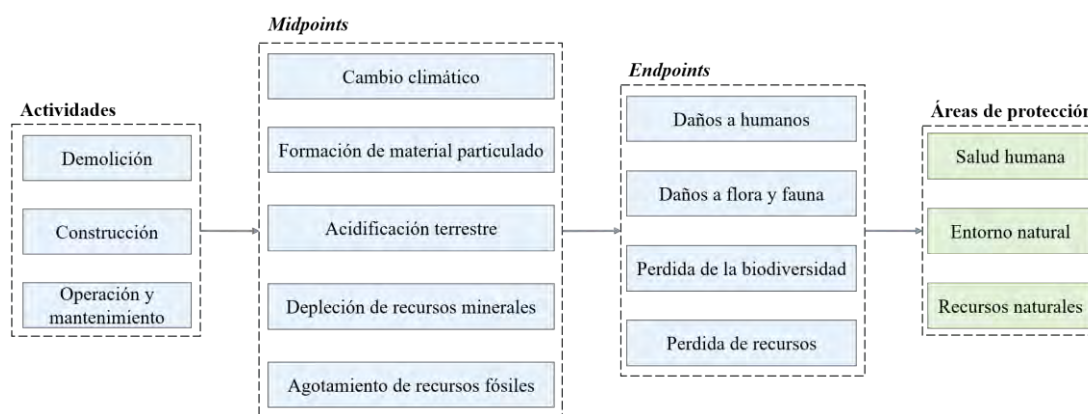 Actividades
Demolición
Construcción
Operación y
mantenimiento
Midpoints
Cambio climático
Formación de material particulado
Acidificación terrestre
Depleción de recursos minerales
Agotamiento de recursos fósiles
Endpoints
Daños a humanos
Daños a flora y fauna
Perdida de la biodiversidad
Perdida de recursos
Áreas de protección
Salud humana
Entorno natural
Recursos naturales